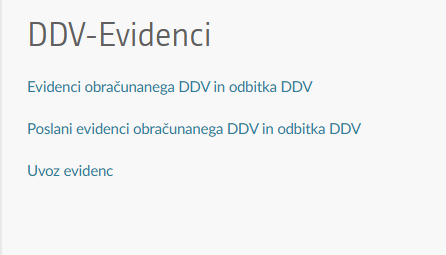 DDV-Evidenci
Evidenci obračunanega DDV in odbitka DDV
Poslani evidenci obračunanega DDV in odbitka DDV
Uvoz evidenc